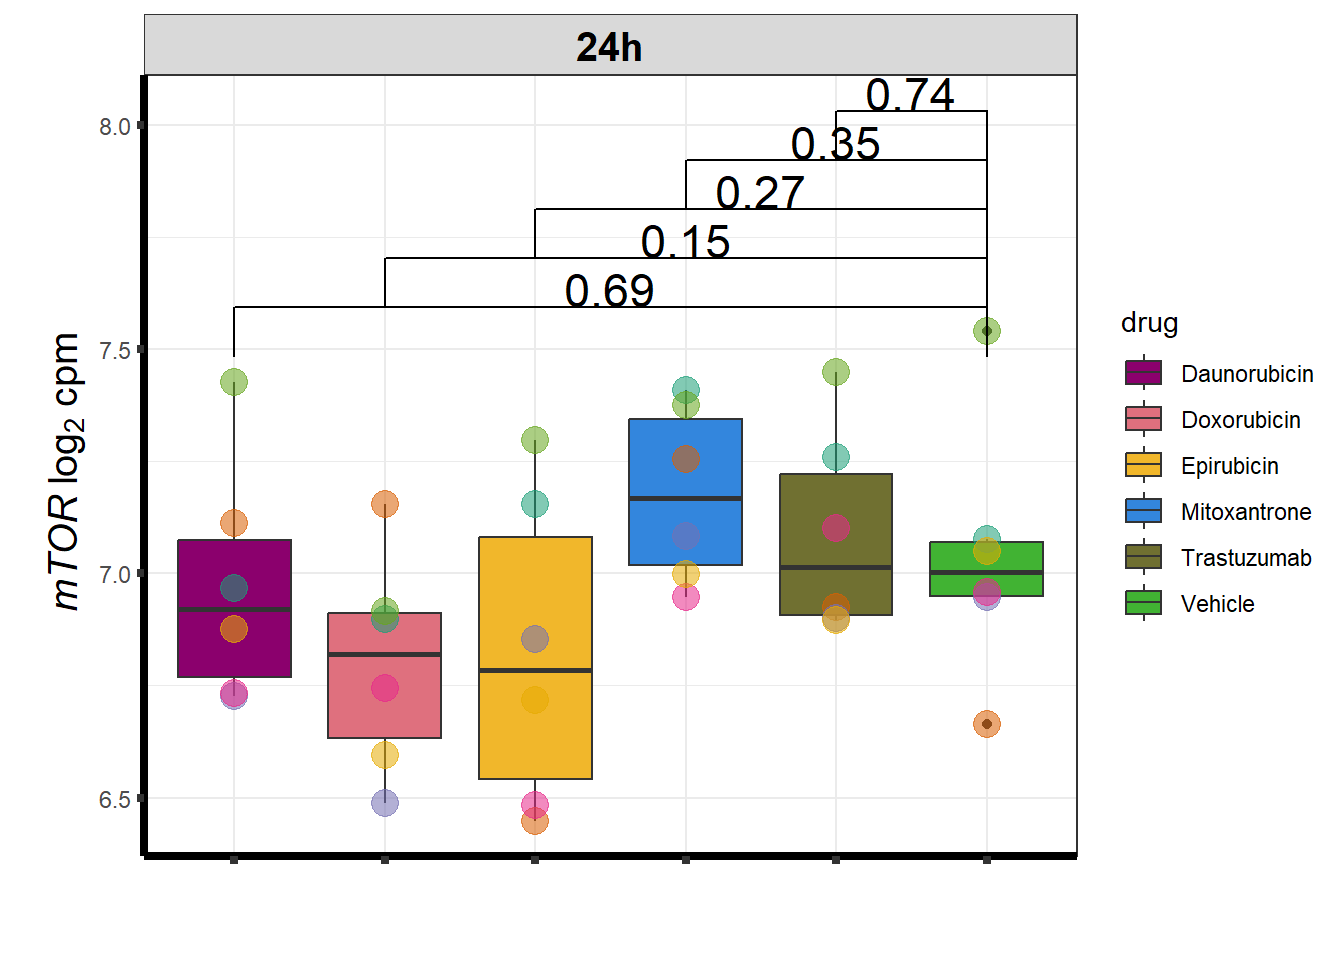 24h
0.74
0.35
0.27
0.15
0.69
8.0
7.5
7.0
6.5
mTOR log₂ cpm
drug
Daunorubicin
Doxorubicin
Epirubicin
Mitoxantrone
Trastuzumab
Vehicle